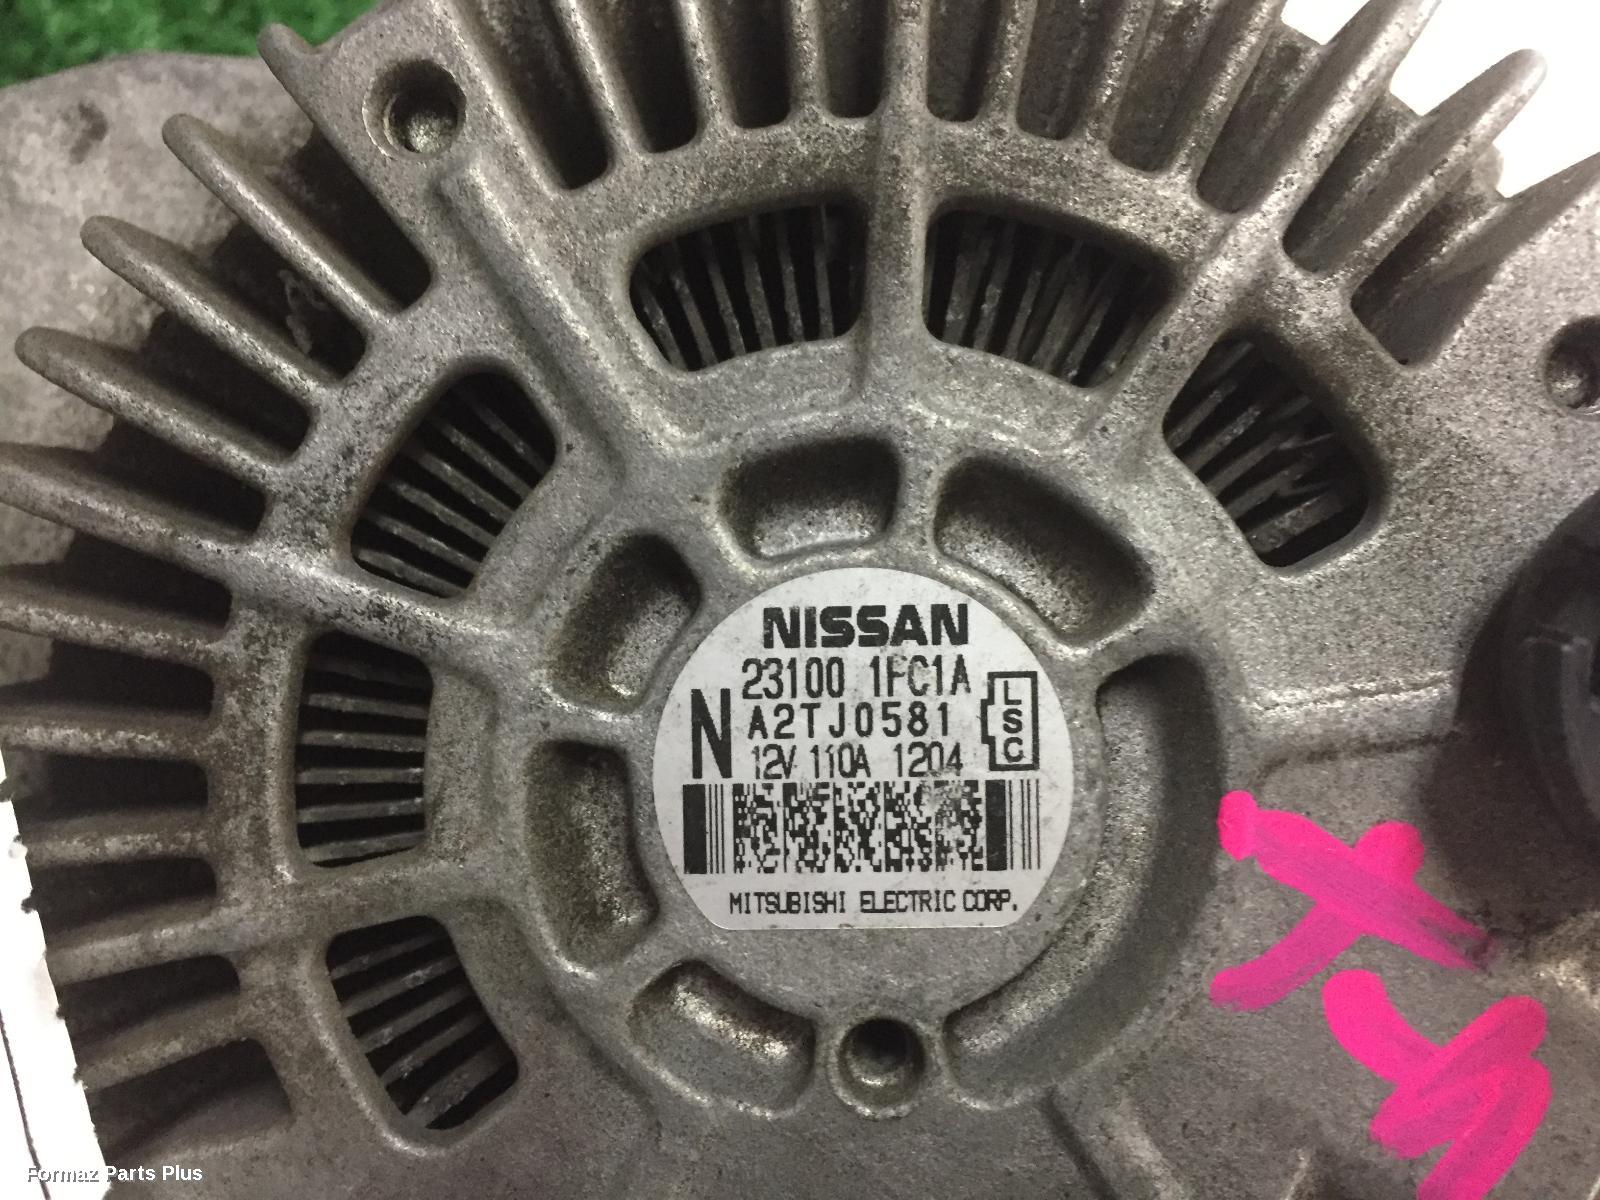 NISSAN
23100 1FC1A
N A2TJ0581
12V 110A 1204
LSC
MITSUBISHI ELECTRIC CORP.
Formaz Parts Plus